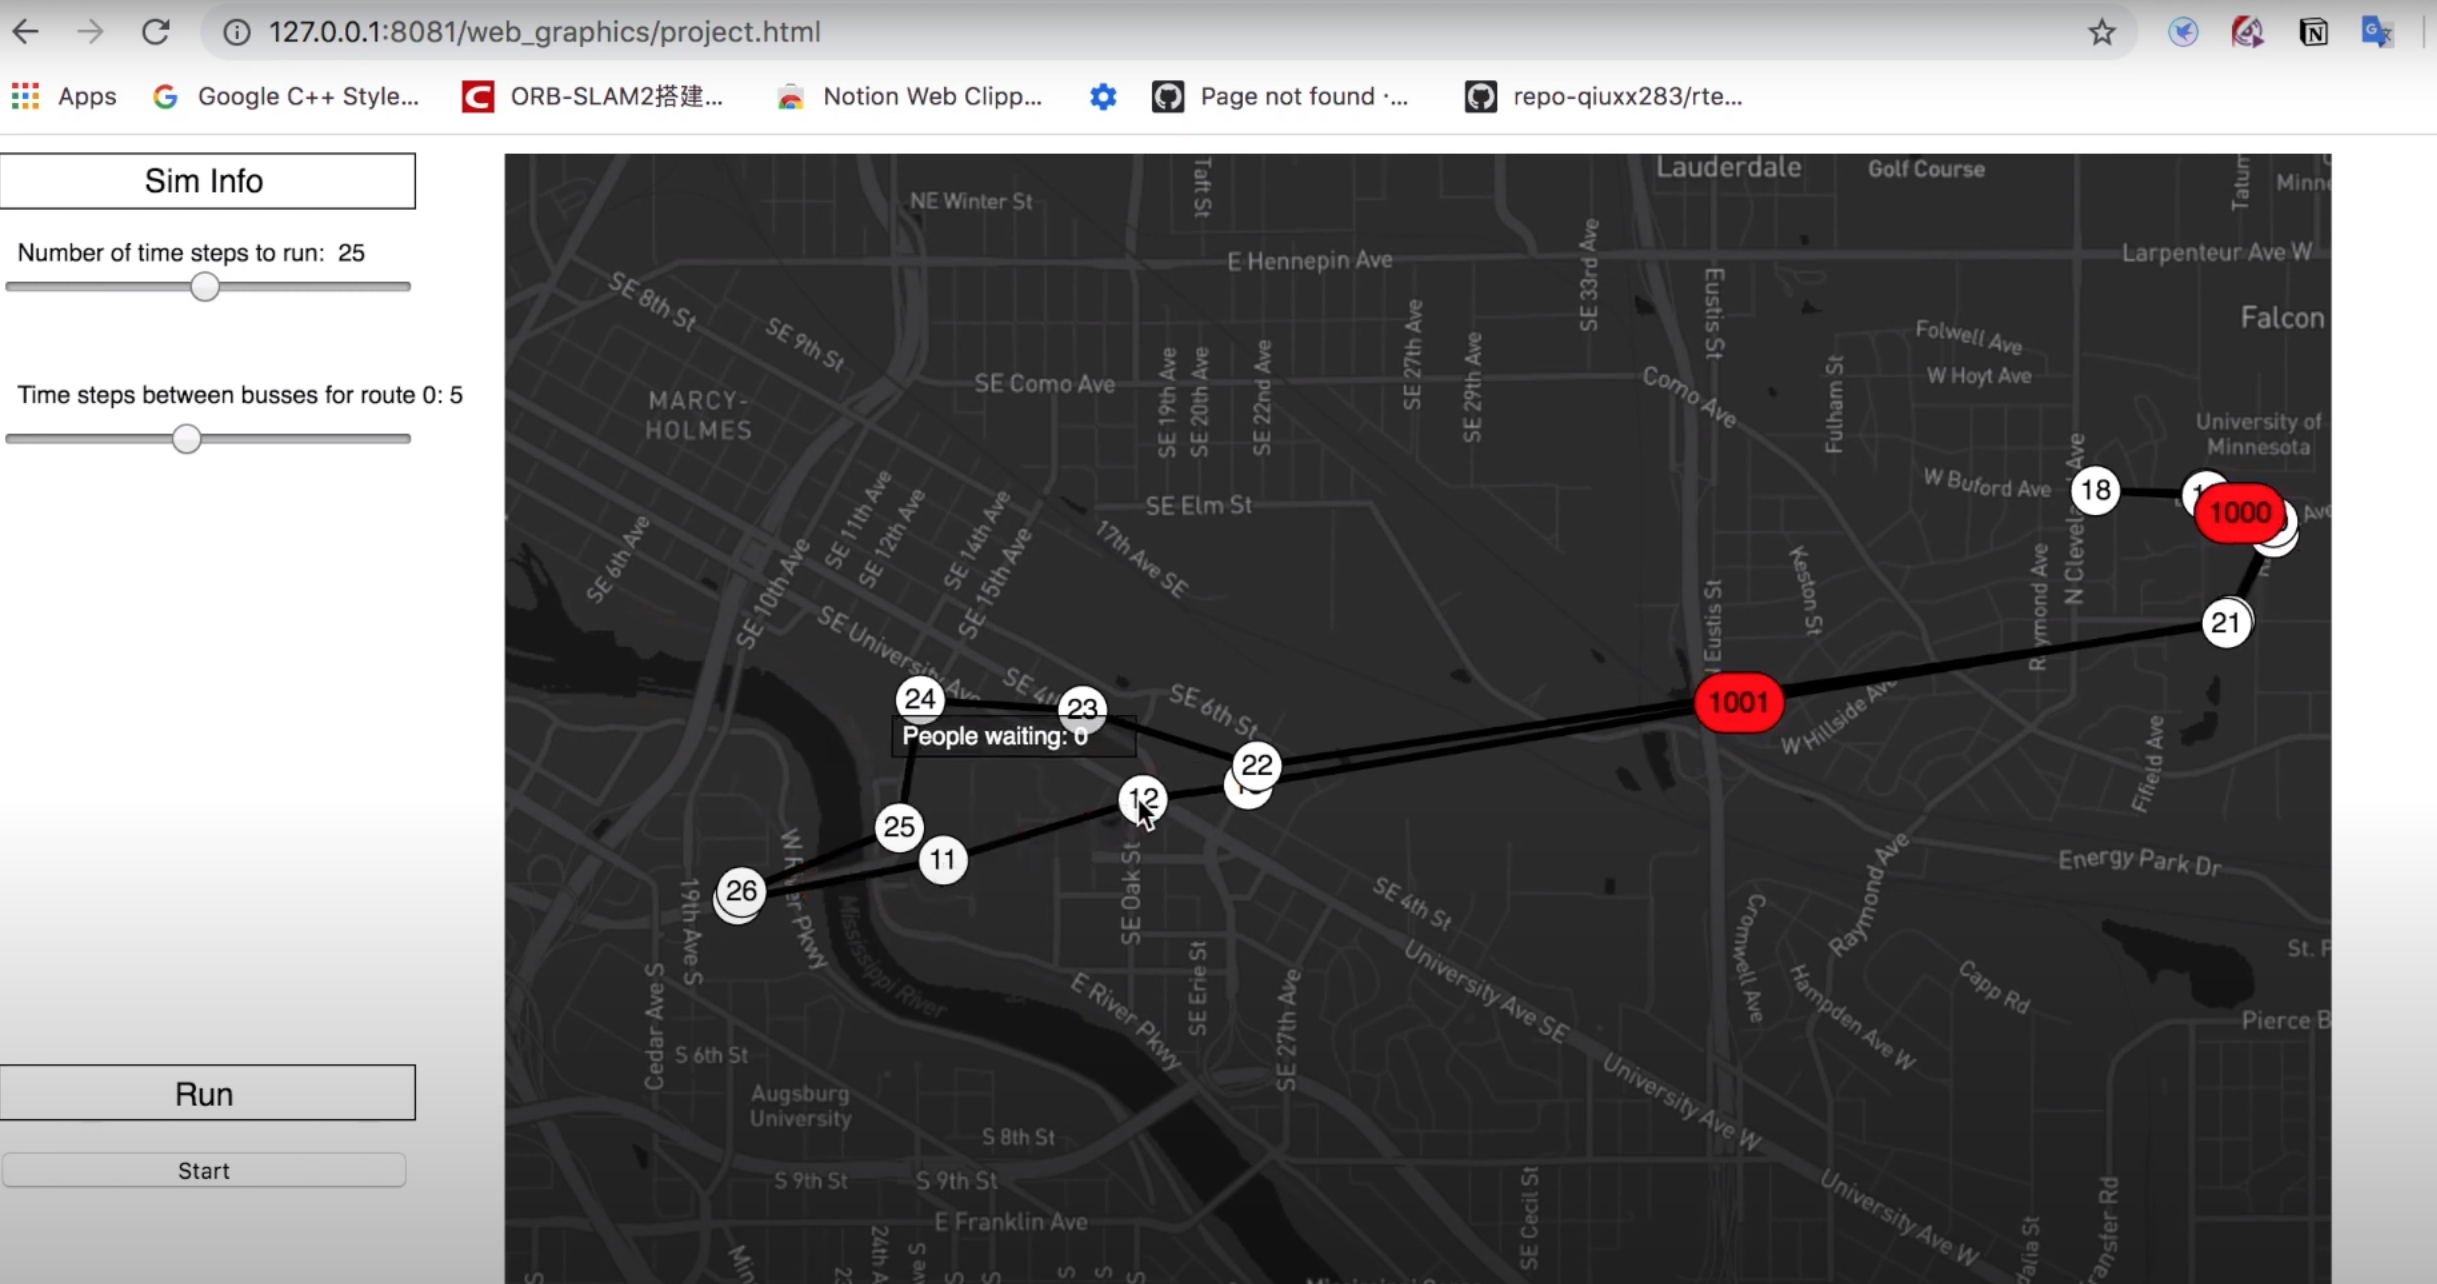 127.0.0.1:8081/web_graphics/project.html
Apps
Google C++ Style...
ORB-SLAM2搭建...
Notion Web Clipp...
Page not found ·...
repo-qiuxx283/rte...
Sim Info
Number of time steps to run: 25
Time steps between busses for route 0: 5
Run
Start
Lauderdale
Golf Course
Taft St
NE Winter St
E Hennepin Ave
SE 33rd Ave
Eustis St
Larpenteur Ave W
Falcon
SE 8th St
SE 9th St
MARCY-
HOLMES
SE Como Ave
SE 19th Ave
SE 20th Ave
SE 22nd Ave
SE 27th Ave
SE 29th Ave
Como Ave
Fulham St
Folwell Ave
W Hoyt Ave
University of
Minnesota
W Buford Ave
18
1000
Ave
SE Elm St
17th Ave SE
SE 6th Ave
SE 10th Ave
SE 11th Ave
SE 12th Ave
SE 14th Ave
SE 15th Ave
SE University Ave
SE 6th St
Eustis St
Keston St
Raymond Ave
21
1001
W Hillside Ave
24
23
People waiting: 0
22
12
25
11
26
Fifield Ave
Energy Park Dr
Raymond Ave
W River Pkwy
Mississippi River
19th Ave S
Cedar Ave S
SE Oak St
SE Erie St
SE 27th Ave
E River Pkwy
SE 4th St
University Ave SE
Cromwell Ave
Hampden Ave W
Capp Rd
Pierce B
S 6th St
Augsburg
University
S 8th St
S 9th St
S 9th St
E Franklin Ave
SE Cecil St
University Ave W
University Ave W